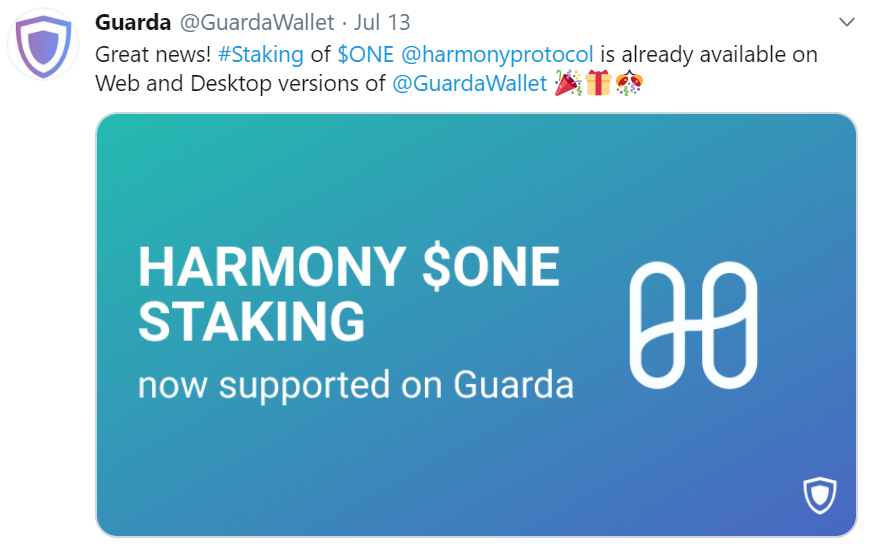 Guarda @GuardaWallet · Jul 13
Great news! #Staking of $ONE @harmonyprotocol is already available on
Web and Desktop versions of @GuardaWallet 🎉🎁🎊
HARMONY $ONE
STAKING
now supported on Guarda